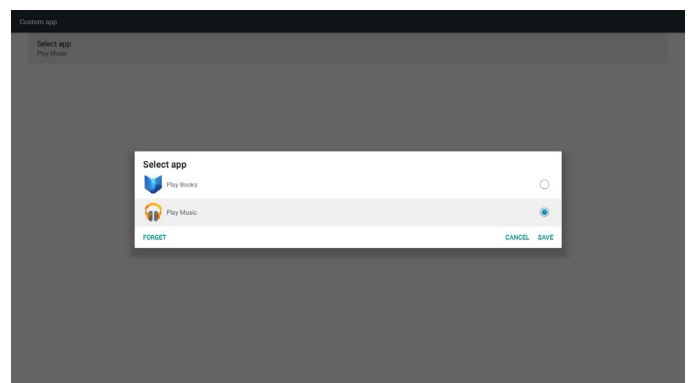 Custom app
Select app
Play Music
Select app
Play Books
Play Music
FORGET CANCEL SAVE